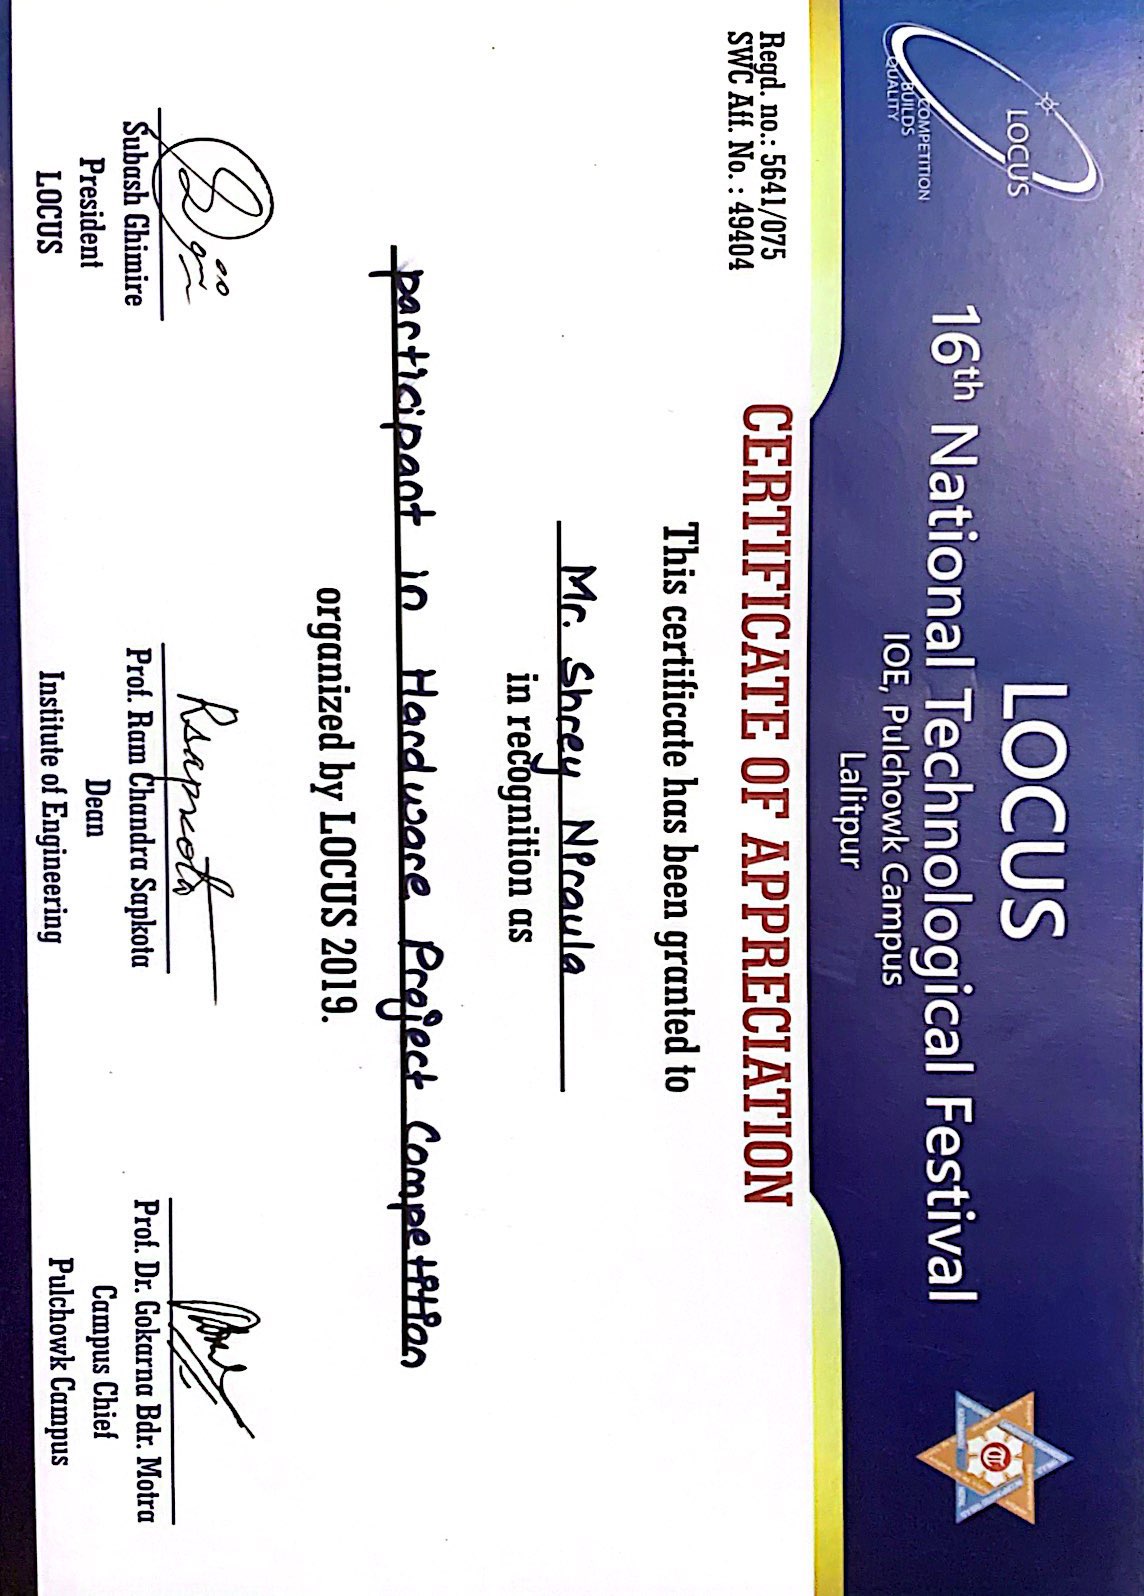 LOCUS
COMPETITION
BUILDS
QUALITY
LOCUS
16th National Technological Festival
IOE, Pulchowk Campus
Lalitpur
Regd. no.: 5641/075
SWC Aff. No. : 49404
CERTIFICATE OF APPRECIATION
This certificate has been granted to
Mr. Shrey Niraula
in recognition as
participant in Hardware Project Competition
organized by LOCUS 2019.
Rsapkota
Subash Ghimire
President
LOCUS
Prof. Ram Chandra Sapkota
Dean
Institute of Engineering
Prof. Dr. Gokarna Bdr. Motra
Campus Chief
Pulchowk Campus